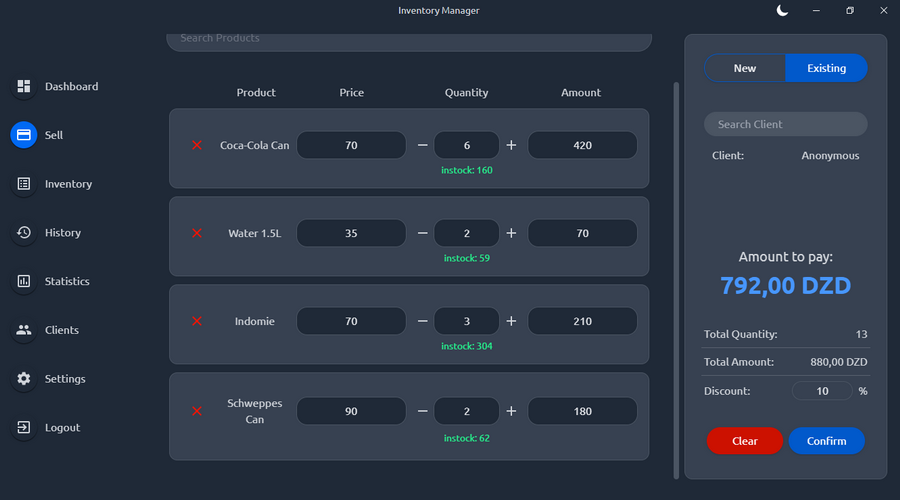 Inventory Manager
Search Products
Dashboard
Sell
Inventory
History
Statistics
Clients
Settings
Logout
Product Price Quantity Amount
Coca-Cola Can 70 6 420
instock: 160
Water 1.5L 35 2 70
instock: 59
Indomie 70 3 210
instock: 304
Schweppes
Can 90 2 180
instock: 62
New Existing
Search Client
Client: Anonymous
Amount to pay:
792,00 DZD
Total Quantity: 13
Total Amount: 880,00 DZD
Discount: 10 %
Clear Confirm